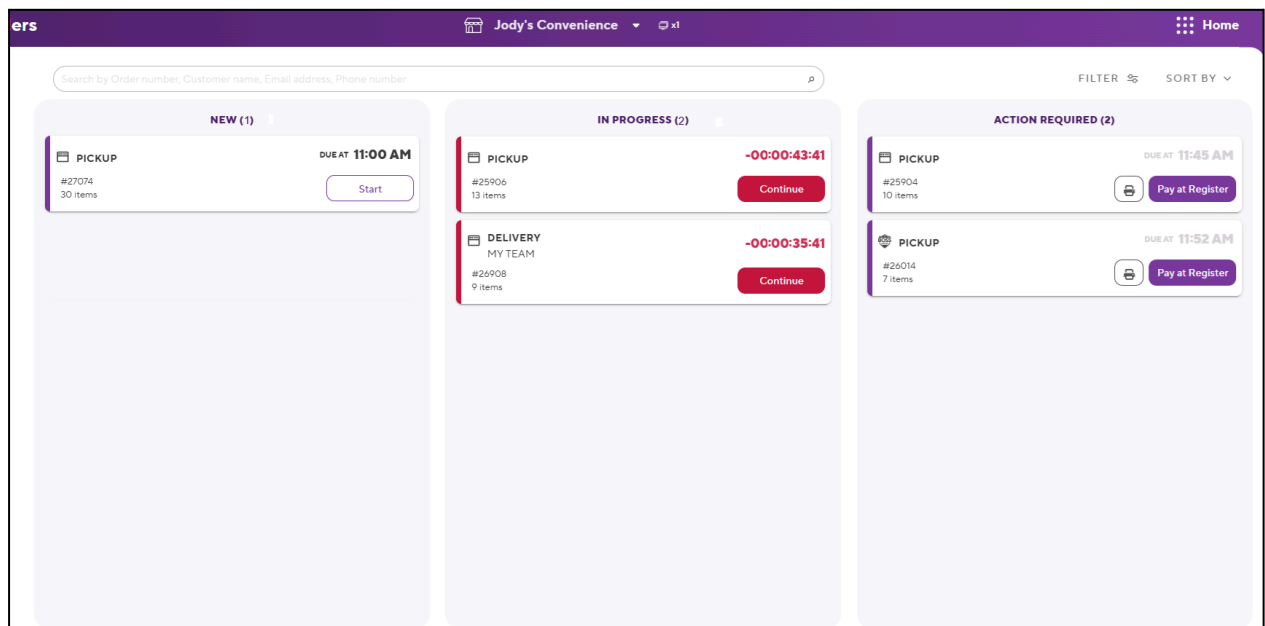 ers
Jody's Convenience
x1
Home
Search by Order number, Customer name, Email address, Phone number
FILTER
SORT BY
NEW (1)
PICKUP
DUE AT 11:00 AM
#27074
30 items
Start
IN PROGRESS (2)
PICKUP
-00:00:43:41
#25906
13 items
Continue
DELIVERY
MY TEAM
-00:00:35:41
#26908
9 items
Continue
ACTION REQUIRED (2)
PICKUP
DUE AT 11:45 AM
#25904
10 items
Pay at Register
PICKUP
DUE AT 11:52 AM
#26014
7 items
Pay at Register